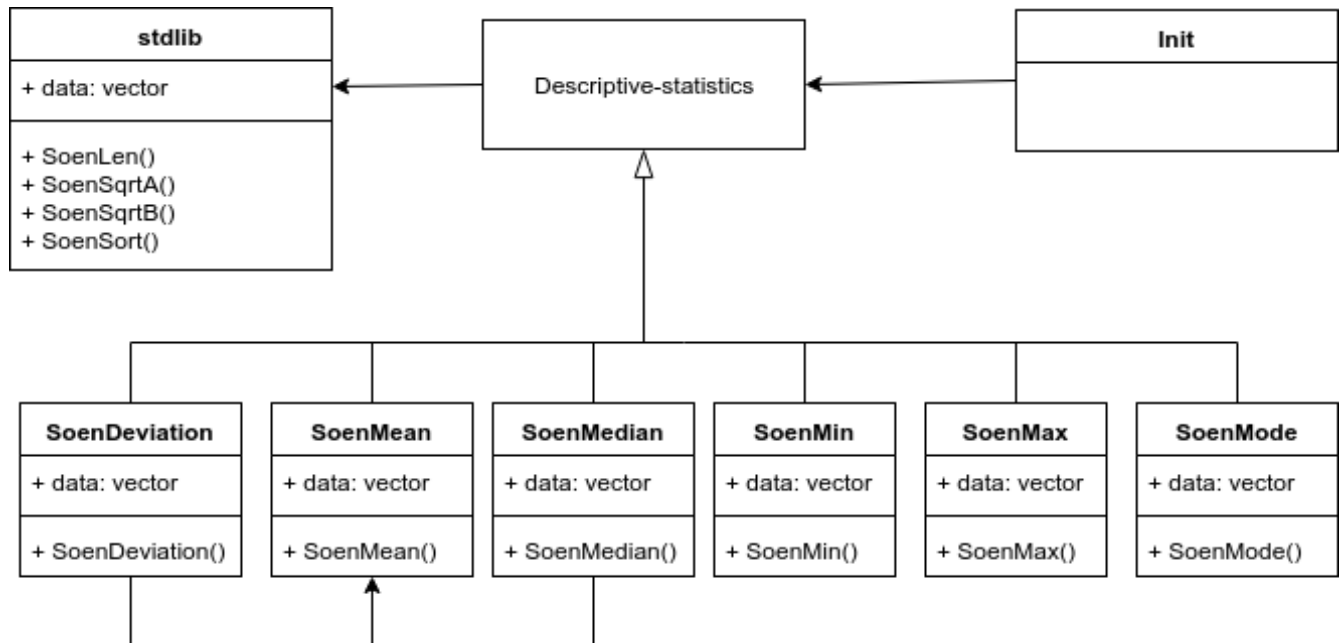 stdlib
+ data: vector
+ SoenLen()
+ SoenSqrtA()
+ SoenSqrtB()
+ SoenSort()
Descriptive-statistics
Init
SoenDeviation
+ data: vector
+ SoenDeviation()
SoenMean
+ data: vector
+ SoenMean()
SoenMedian
+ data: vector
+ SoenMedian()
SoenMin
+ data: vector
+ SoenMin()
SoenMax
+ data: vector
+ SoenMax()
SoenMode
+ data: vector
+ SoenMode()